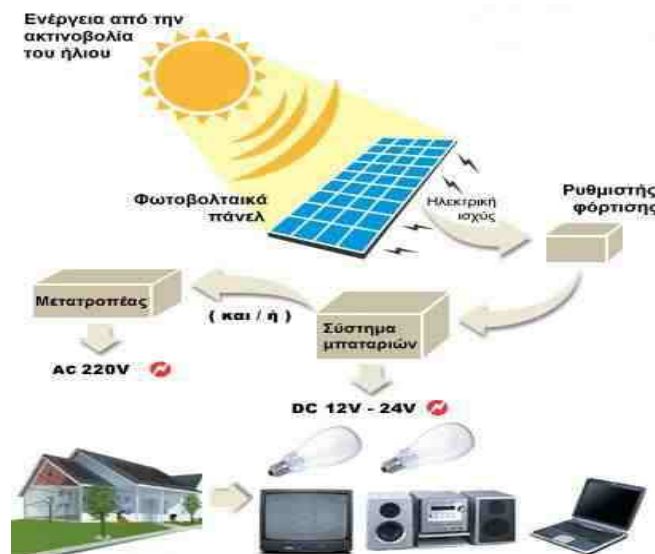 Ενέργεια από την
ακτινοβολία
του ήλιου
Φωτοβολταικά
πάνελ
Ηλεκτρική
ισχύς
Ρυθμιστής
φόρτισης
Μετατροπέας
( και / ή )
Σύστημα
μπαταριών
AC 220V
DC 12V - 24V